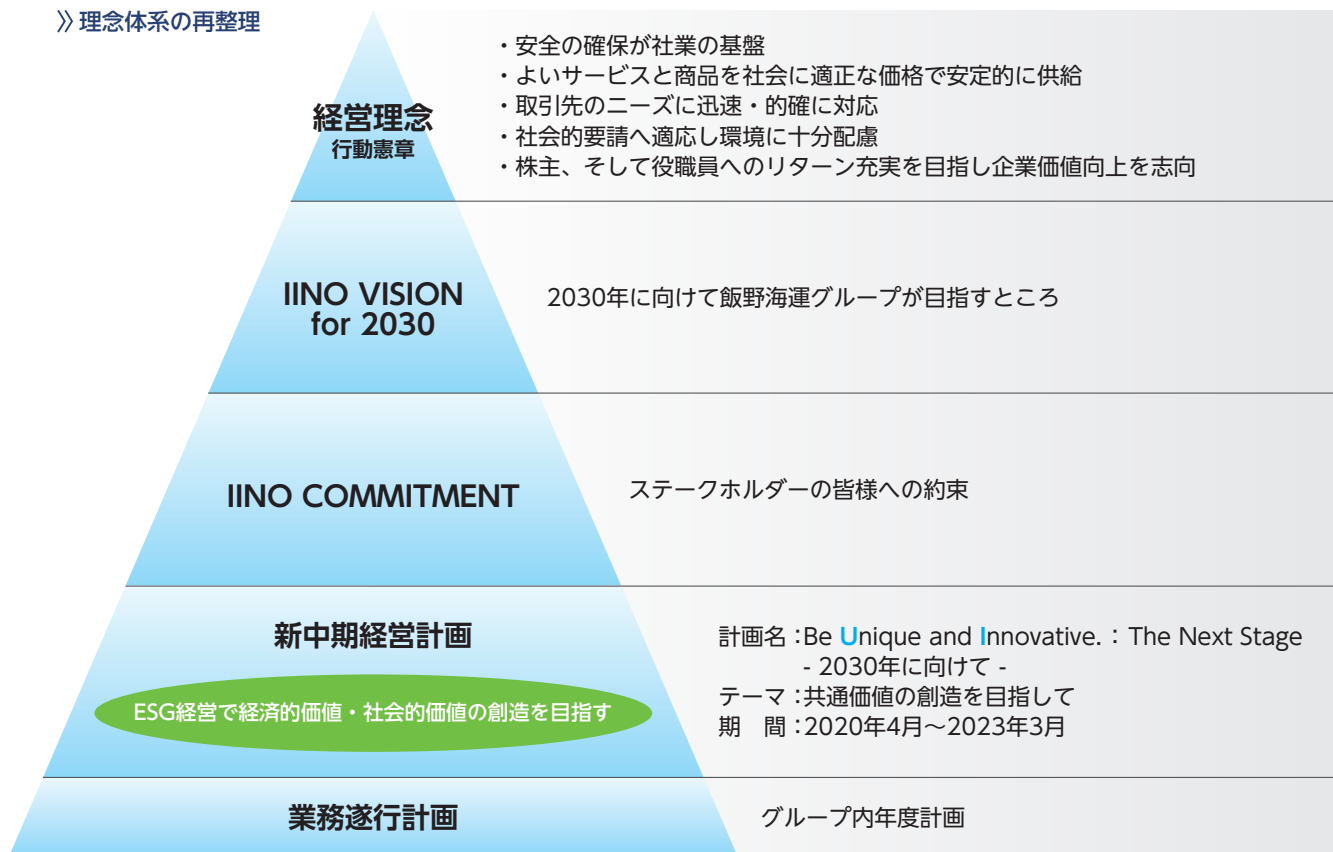 》理念体系の再整理
経営理念
行動憲章
・安全の確保が社業の基盤
・よいサービスと商品を社会に適正な価格で安定的に供給
・取引先のニーズに迅速・的確に対応
・社会的要請へ適応し環境に十分配慮
・株主、そして役職員へのリターン充実を目指し企業価値向上を志向
IINO VISION
for 2030
2030年に向けて飯野海運グループが目指すところ
IINO COMMITMENT
ステークホルダーの皆様への約束
新中期経営計画
ESG経営で経済的価値・社会的価値の創造を目指す
計画名：Be Unique and Innovative.：The Next Stage
- 2030年に向けて -
テーマ：共通価値の創造を目指して
期　間：2020年4月〜2023年3月
業務遂行計画
グループ内年度計画